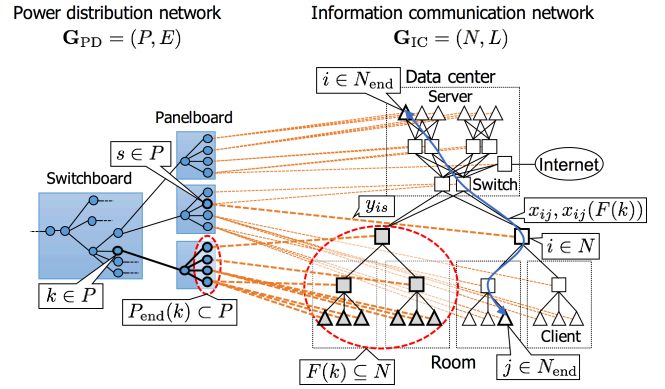 Power distribution network
G_PD = (P, E)
Information communication network
G_IC = (N, L)
i ∈ N_end
Data center
Server
Panelboard
s ∈ P
Switchboard
Internet
Switch
y_is
x_ij, x_ij(F(k))
i ∈ N
k ∈ P
P_end(k) ⊂ P
F(k) ⊆ N
Room
Client
j ∈ N_end